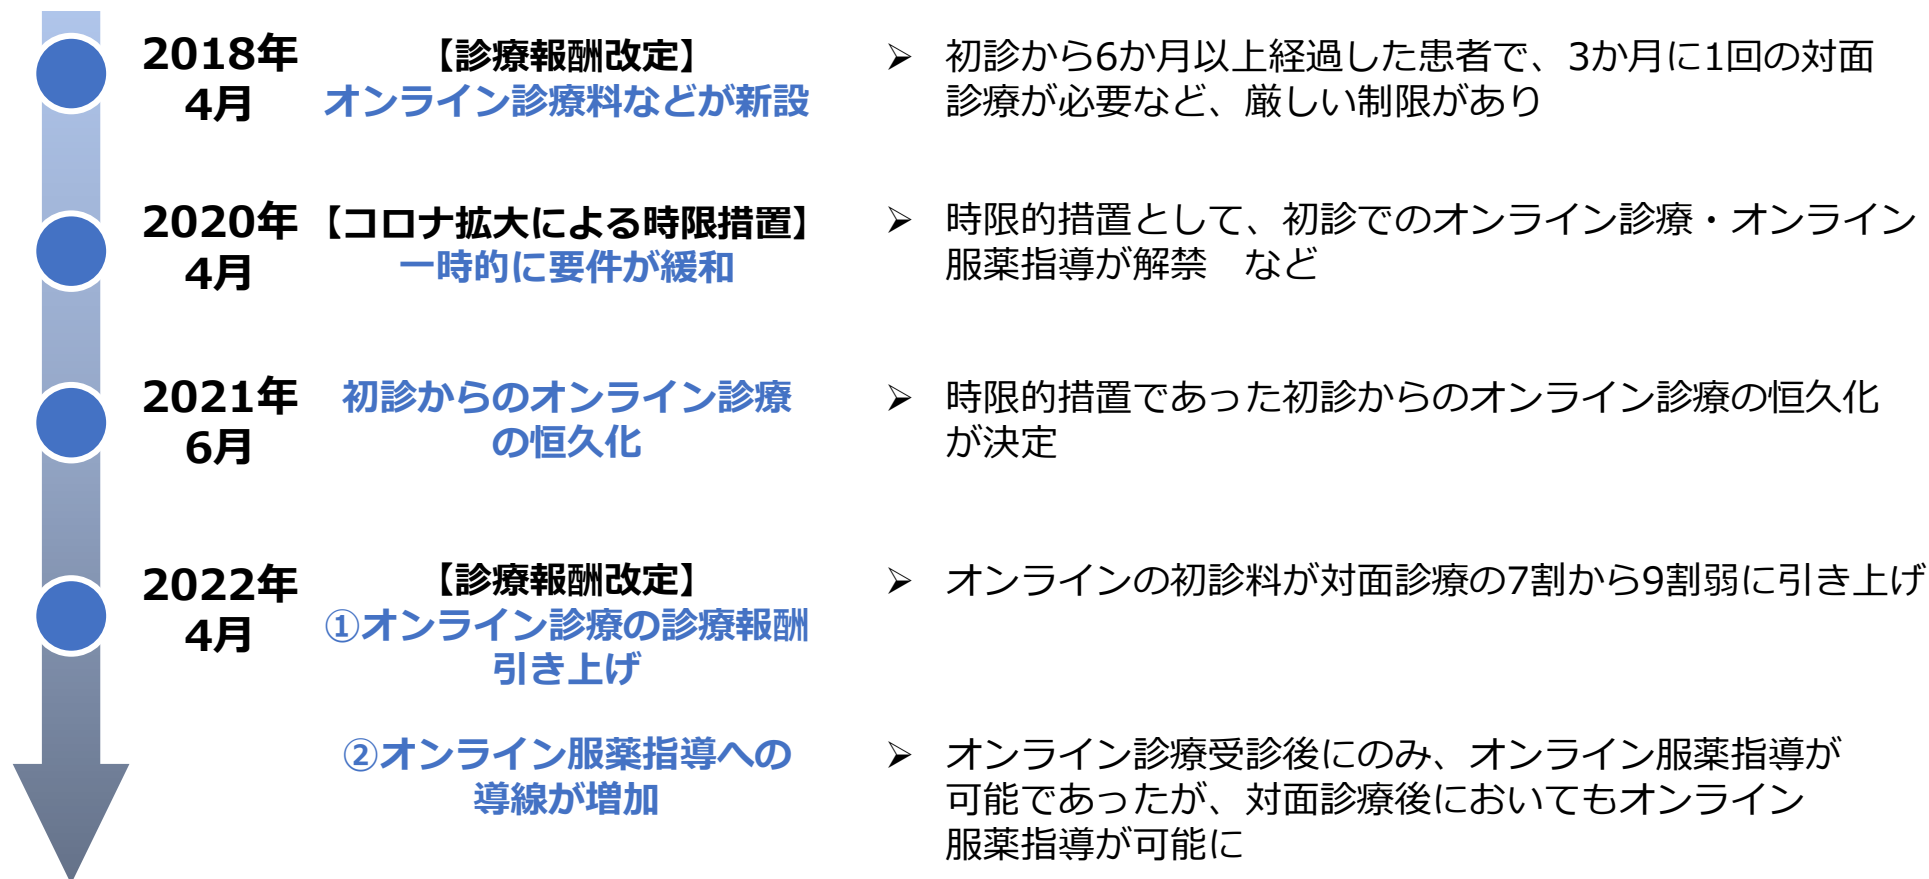 2018年
4月
【診療報酬改定】
オンライン診療料などが新設
➢ 初診から6か月以上経過した患者で、3か月に1回の対面
診療が必要など、厳しい制限があり
2020年
4月
【コロナ拡大による時限措置】
一時的に要件が緩和
➢ 時限的措置として、初診でのオンライン診療・オンライン
服薬指導が解禁　など
2021年
6月
初診からのオンライン診療
の恒久化
➢ 時限的措置であった初診からのオンライン診療の恒久化
が決定
2022年
4月
【診療報酬改定】
①オンライン診療の診療報酬
引き上げ
➢ オンラインの初診料が対面診療の7割から9割弱に引き上げ
②オンライン服薬指導への
導線が増加
➢ オンライン診療受診後にのみ、オンライン服薬指導が
可能であったが、対面診療後においてもオンライン
服薬指導が可能に